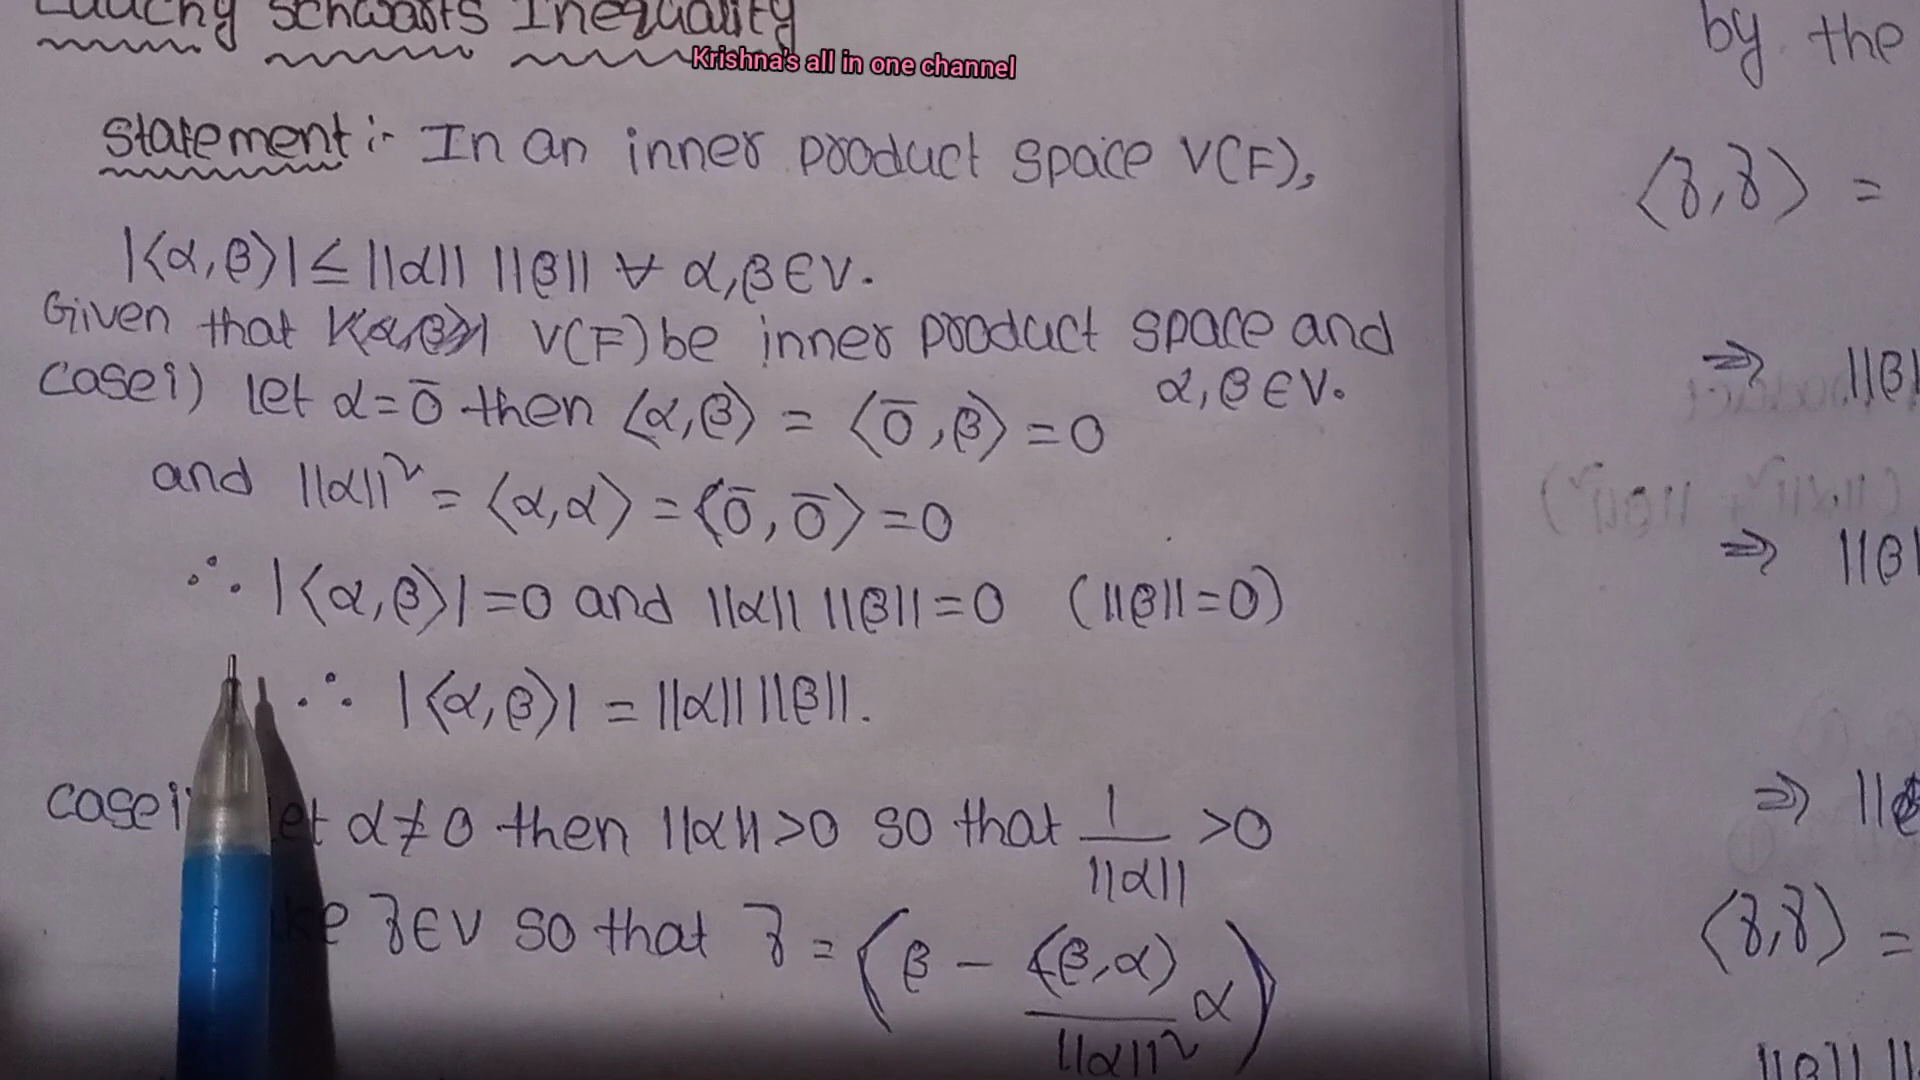 Cauchy Schwarts Inequality
Krishna's all in one channel
Statement :- In an inner product space V(F),
|⟨α,β⟩| ≤ ||α|| ||β|| ∀ α,β ∈ V.
Given that V(F) be inner product space and
α, β ∈ V.
Case i) let α = 0̄ then ⟨α,β⟩ = ⟨0̄,β⟩ = 0
and ||α||² = ⟨α,α⟩ = ⟨0̄, 0̄⟩ = 0
∴ |⟨α,β⟩| = 0 and ||α|| ||β|| = 0 (||β|| = 0)
∴ |⟨α,β⟩| = ||α|| ||β||.
case i et α ≠ 0 then ||α|| > 0 so that 1/||α|| > 0
ke γ ∈ V so that γ = (β - ⟨β,α⟩/||α||² α)
by the
⟨γ,γ⟩ =
⇒ ||β|
⇒ ||β|
⇒ ||
⟨γ,γ⟩ =
||β|| ||